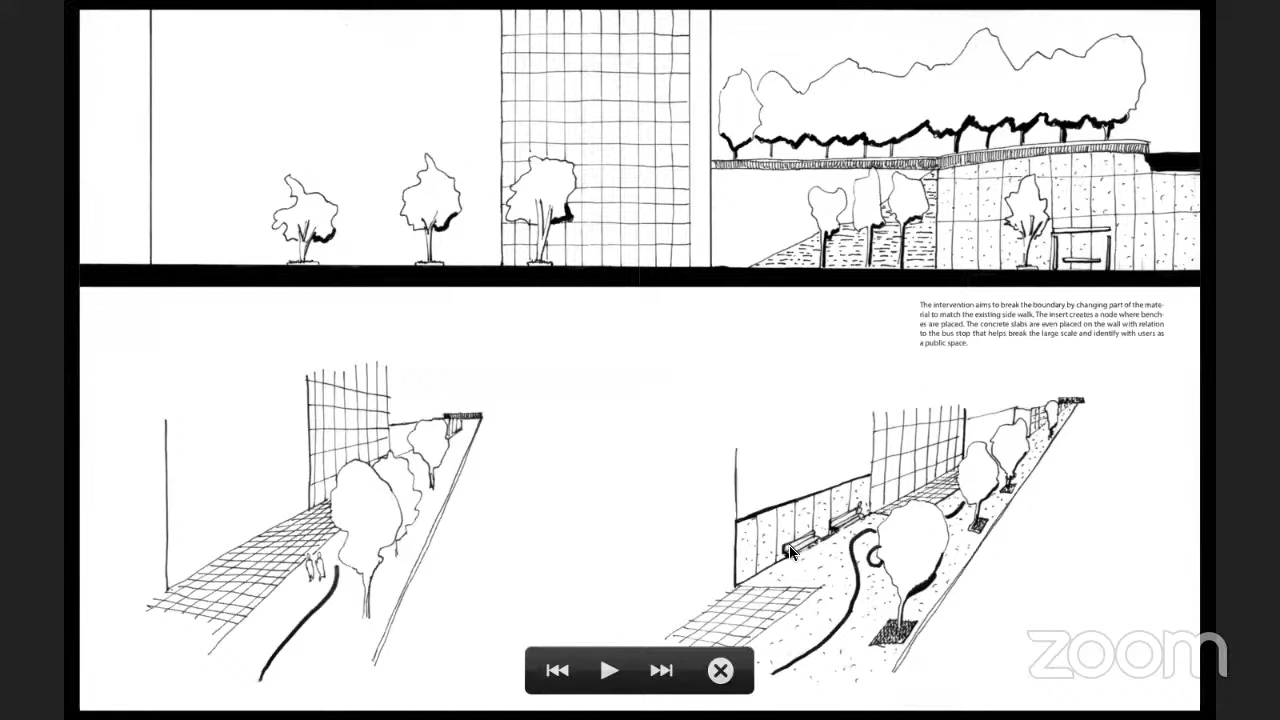 The intervention aims to break the boundary by changing part of the mate-
rial to match the existing side walk. The insert creates a node where bench-
es are placed. The concrete slabs are even placed on the wall with relation
to the bus stop that helps break the large scale and identify with users as
a public space.
zoom